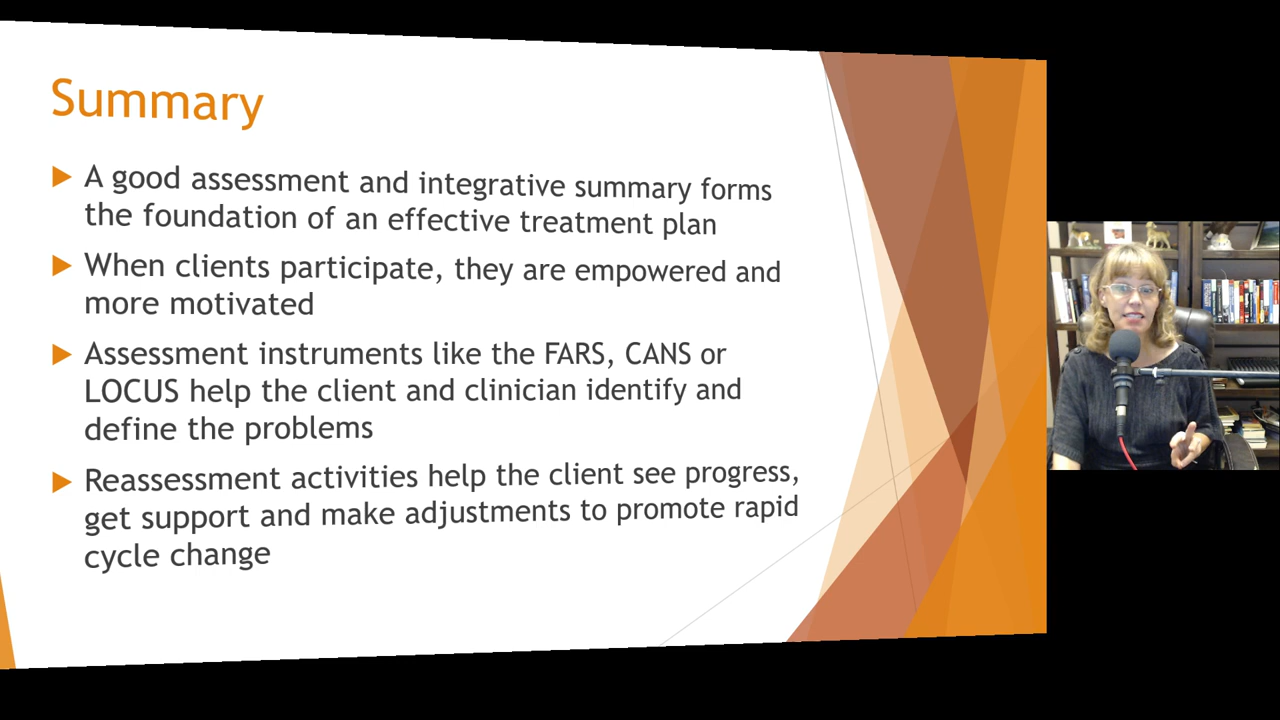 Summary
A good assessment and integrative summary forms
the foundation of an effective treatment plan
When clients participate, they are empowered and
more motivated
Assessment instruments like the FARS, CANS or
LOCUS help the client and clinician identify and
define the problems
Reassessment activities help the client see progress,
get support and make adjustments to promote rapid
cycle change